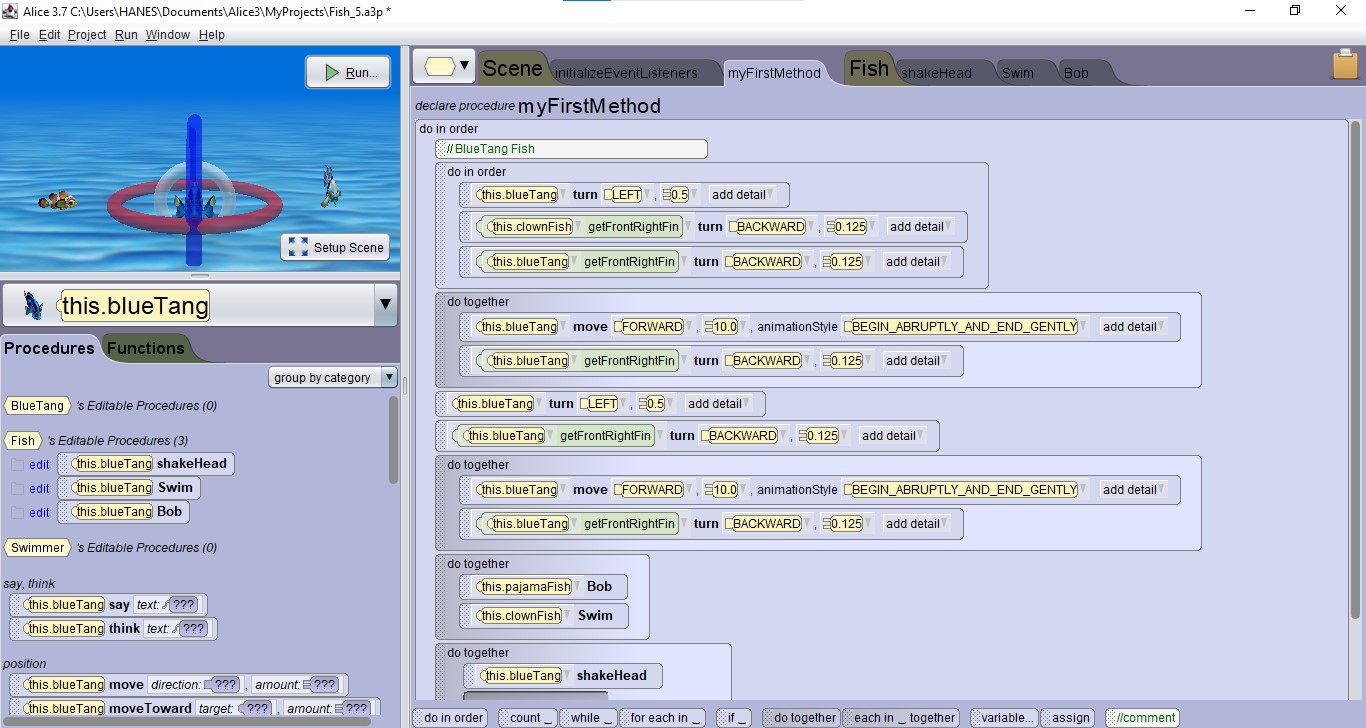 Alice 3.7 C:\Users\HANES\Documents\Alice3\MyProjects\Fish_5.a3p *
File Edit Project Run Window Help
Run...
Setup Scene
this.blueTang
Procedures Functions
group by category
BlueTang 's Editable Procedures (0)
Fish 's Editable Procedures (3)
edit this.blueTang shakeHead
edit this.blueTang Swim
edit this.blueTang Bob
Swimmer 's Editable Procedures (0)
say, think
this.blueTang say text: ???
this.blueTang think text: ???
position
this.blueTang move direction: ??? , amount: ???
this.blueTang moveToward target: ??? , amount: ???
Scene initializeEventListeners myFirstMethod Fish shakeHead Swim Bob
declare procedure myFirstMethod
do in order
//BlueTang Fish
do in order
this.blueTang turn LEFT , 0.5 add detail
this.clownFish getFrontRightFin turn BACKWARD , 0.125 add detail
this.blueTang getFrontRightFin turn BACKWARD , 0.125 add detail
do together
this.blueTang move FORWARD , 10.0 , animationStyle BEGIN_ABRUPTLY_AND_END_GENTLY add detail
this.blueTang getFrontRightFin turn BACKWARD , 0.125 add detail
this.blueTang turn LEFT , 0.5 add detail
this.blueTang getFrontRightFin turn BACKWARD , 0.125 add detail
do together
this.blueTang move FORWARD , 10.0 , animationStyle BEGIN_ABRUPTLY_AND_END_GENTLY add detail
this.blueTang getFrontRightFin turn BACKWARD , 0.125 add detail
do together
this.pajamaFish Bob
this.clownFish Swim
do together
this.blueTang shakeHead
do in order count _ while _ for each in _ if _ do together each in _ together variable... assign //comment